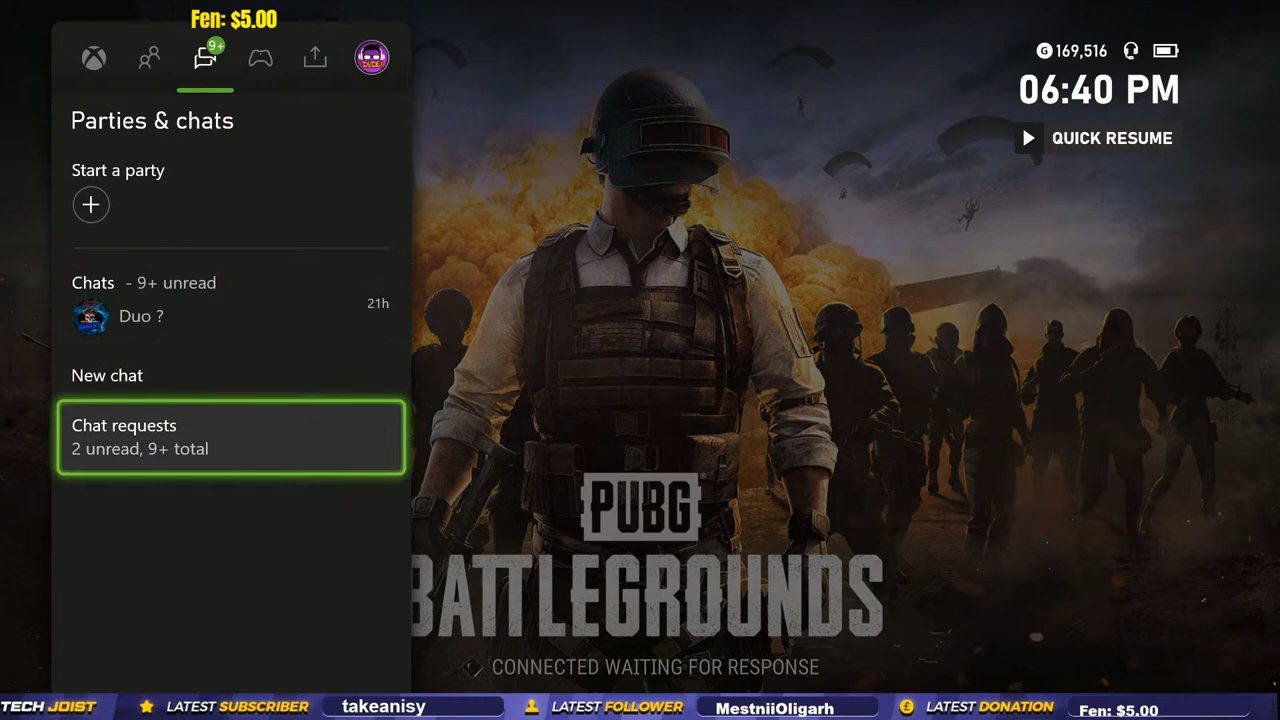 Fen: $5.00
9+
DYDE!
Parties & chats
Start a party
Chats - 9+ unread
Duo ?
21h
New chat
Chat requests
2 unread, 9+ total
G 169,516
06:40 PM
QUICK RESUME
PUBG
BATTLEGROUNDS
CONNECTED WAITING FOR RESPONSE
TECH JOIST
LATEST SUBSCRIBER
takeanisy
LATEST FOLLOWER
MestniiOligarh
LATEST DONATION
Fen: $5.00